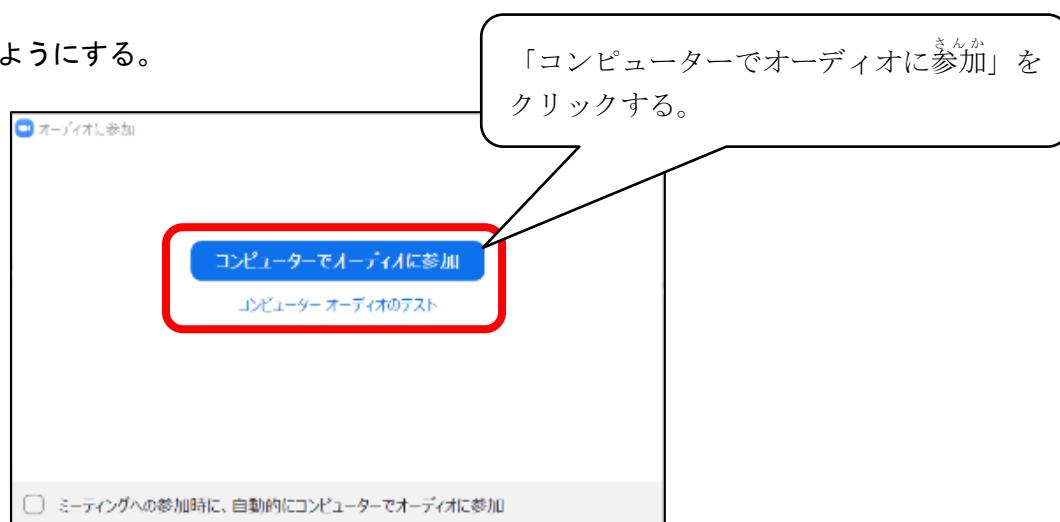 ようにする。
「コンピューターでオーディオに参加」を
さんか
クリックする。
オーディオに参加
コンピューターでオーディオに参加
コンピューター オーディオのテスト
ミーティングへの参加時に、自動的にコンピューターでオーディオに参加